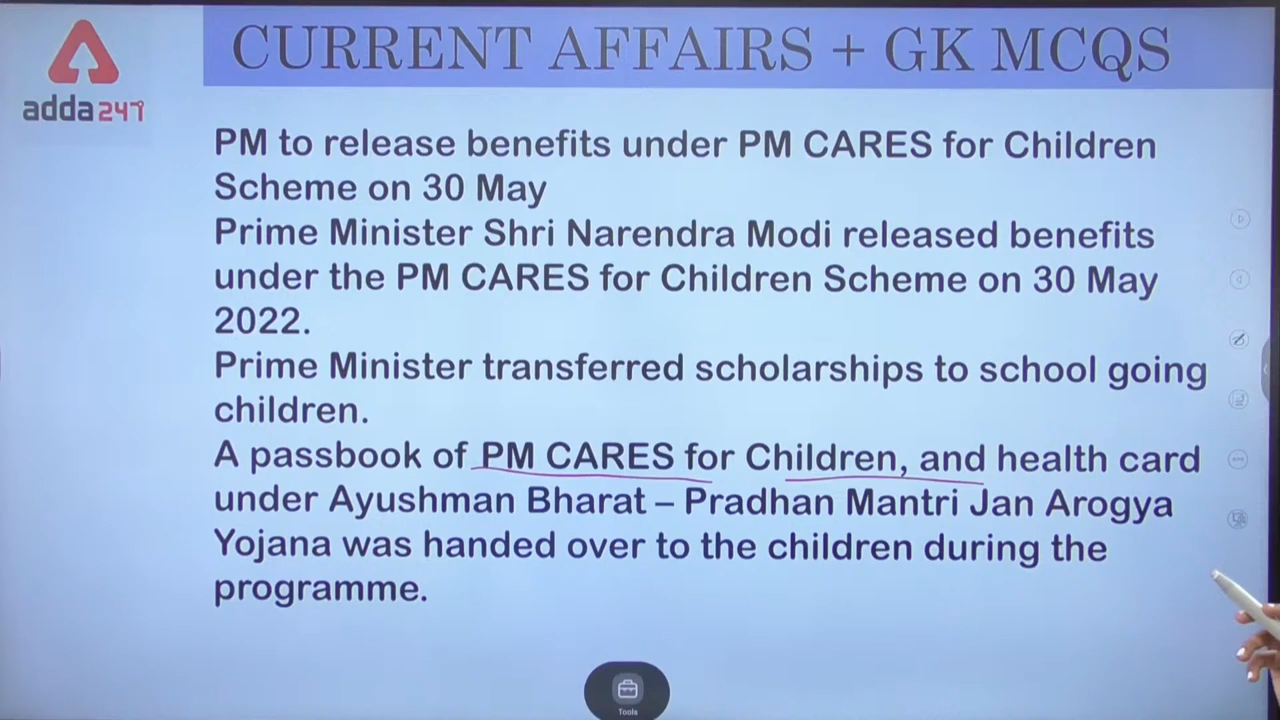 CURRENT AFFAIRS + GK MCQS
adda247
PM to release benefits under PM CARES for Children
Scheme on 30 May
Prime Minister Shri Narendra Modi released benefits
under the PM CARES for Children Scheme on 30 May
2022.
Prime Minister transferred scholarships to school going
children.
A passbook of PM CARES for Children, and health card
under Ayushman Bharat – Pradhan Mantri Jan Arogya
Yojana was handed over to the children during the
programme.
Tools